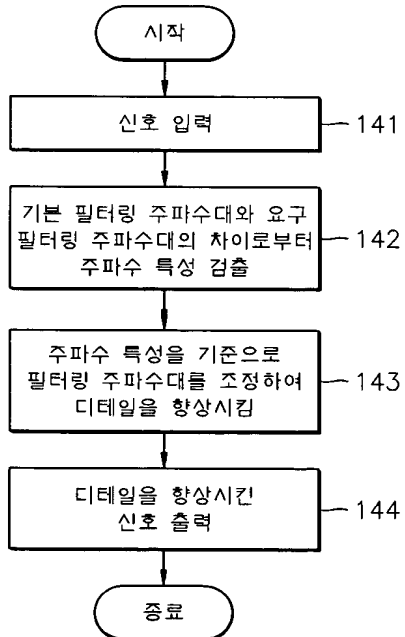 시작
신호 입력
141
기본 필터링 주파수대와 요구
필터링 주파수대의 차이로부터
주파수 특성 검출
142
주파수 특성을 기준으로
필터링 주파수대를 조정하여
디테일을 향상시킴
143
디테일을 향상시킨
신호 출력
144
종료